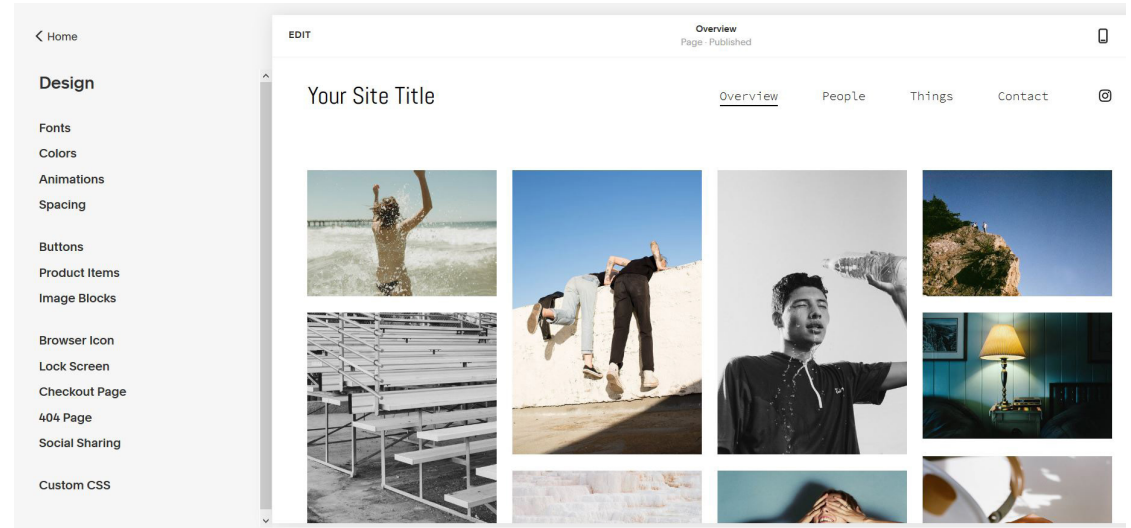 Home
Design
Fonts
Colors
Animations
Spacing
Buttons
Product Items
Image Blocks
Browser Icon
Lock Screen
Checkout Page
404 Page
Social Sharing
Custom CSS
EDIT
Overview
Page · Published
Your Site Title
Overview People Things Contact